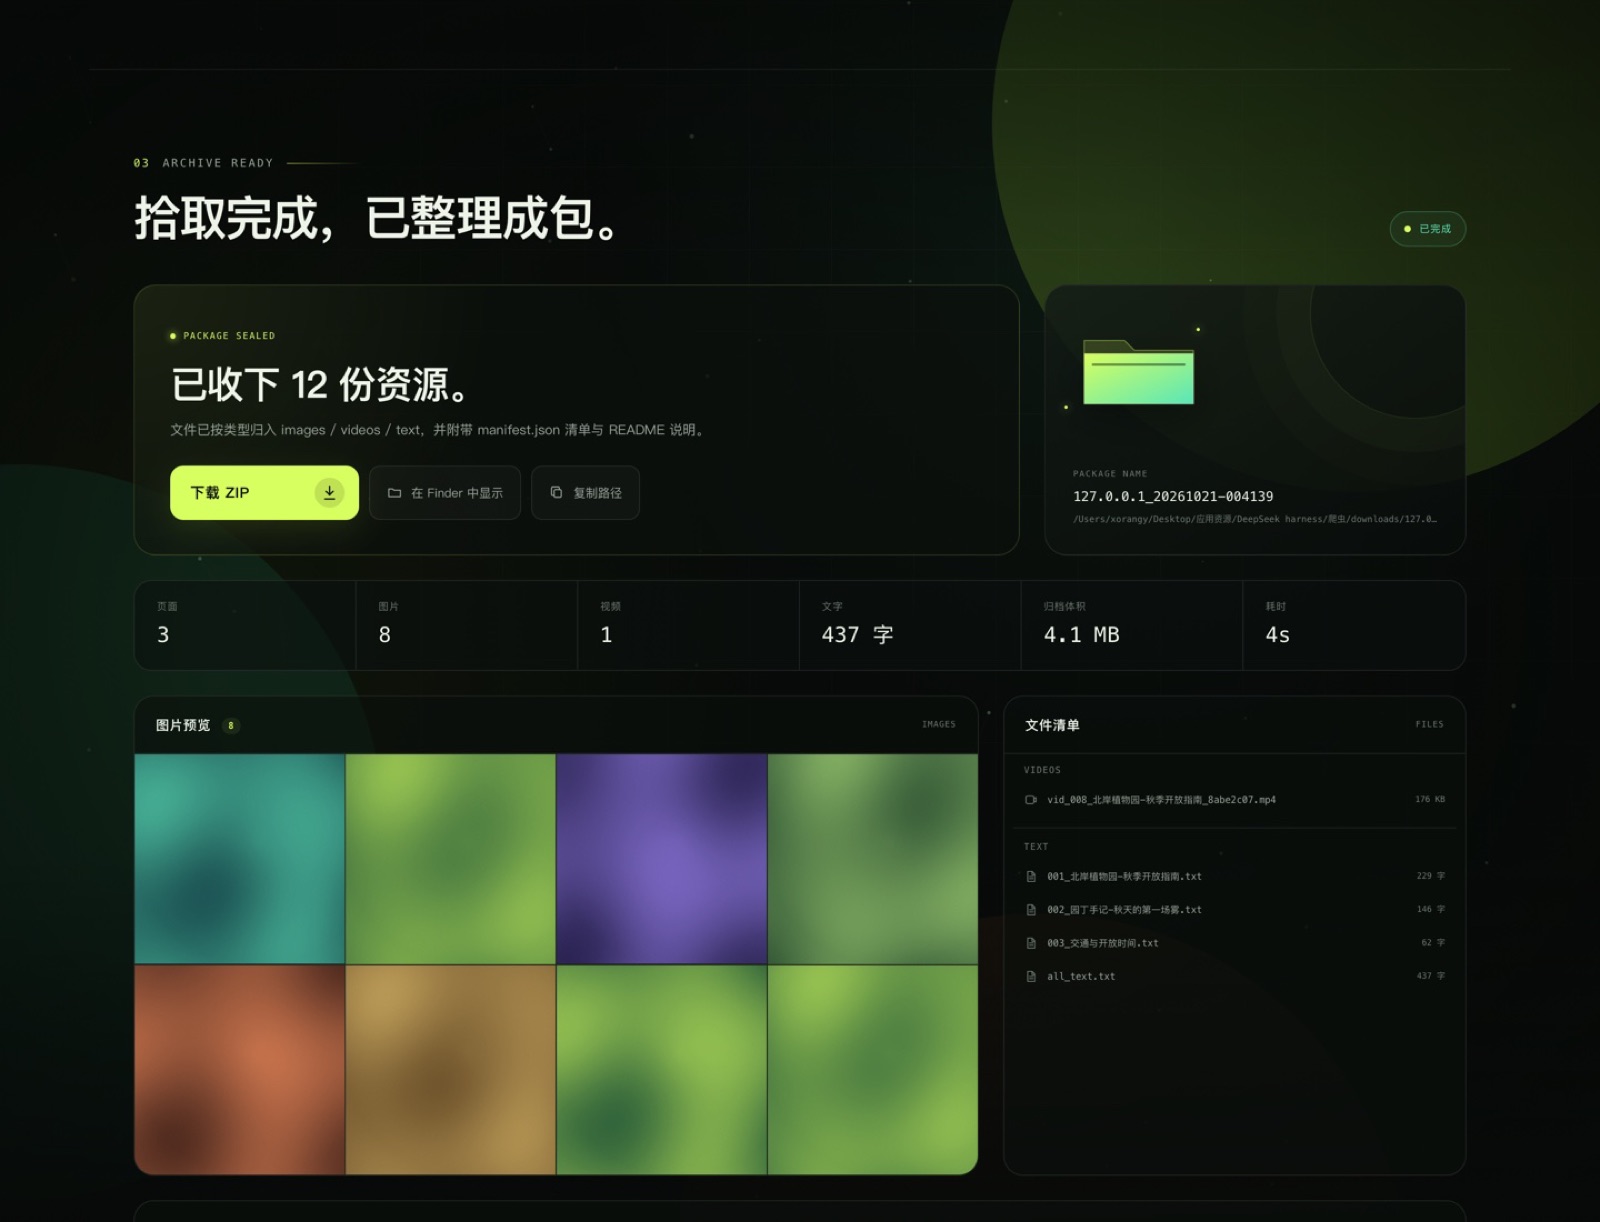 03 ARCHIVE READY
拾取完成，已整理成包。
已完成
PACKAGE SEALED
已收下 12 份资源。
文件已按类型归入 images / videos / text，并附带 manifest.json 清单与 README 说明。
下载 ZIP
在 Finder 中显示
复制路径
PACKAGE NAME
127.0.0.1_20261021-004139
/Users/xorangy/Desktop/应用资源/DeepSeek harness/爬虫/downloads/127.0…
页面
3
图片
8
视频
1
文字
437 字
归档体积
4.1 MB
耗时
4s
图片预览 8
IMAGES
文件清单
FILES
VIDEOS
vid_008_北岸植物园-秋季开放指南_8abe2c07.mp4 176 KB
TEXT
001_北岸植物园-秋季开放指南.txt 229 字
002_园丁手记-秋天的第一场雾.txt 146 字
003_交通与开放时间.txt 62 字
all_text.txt 437 字